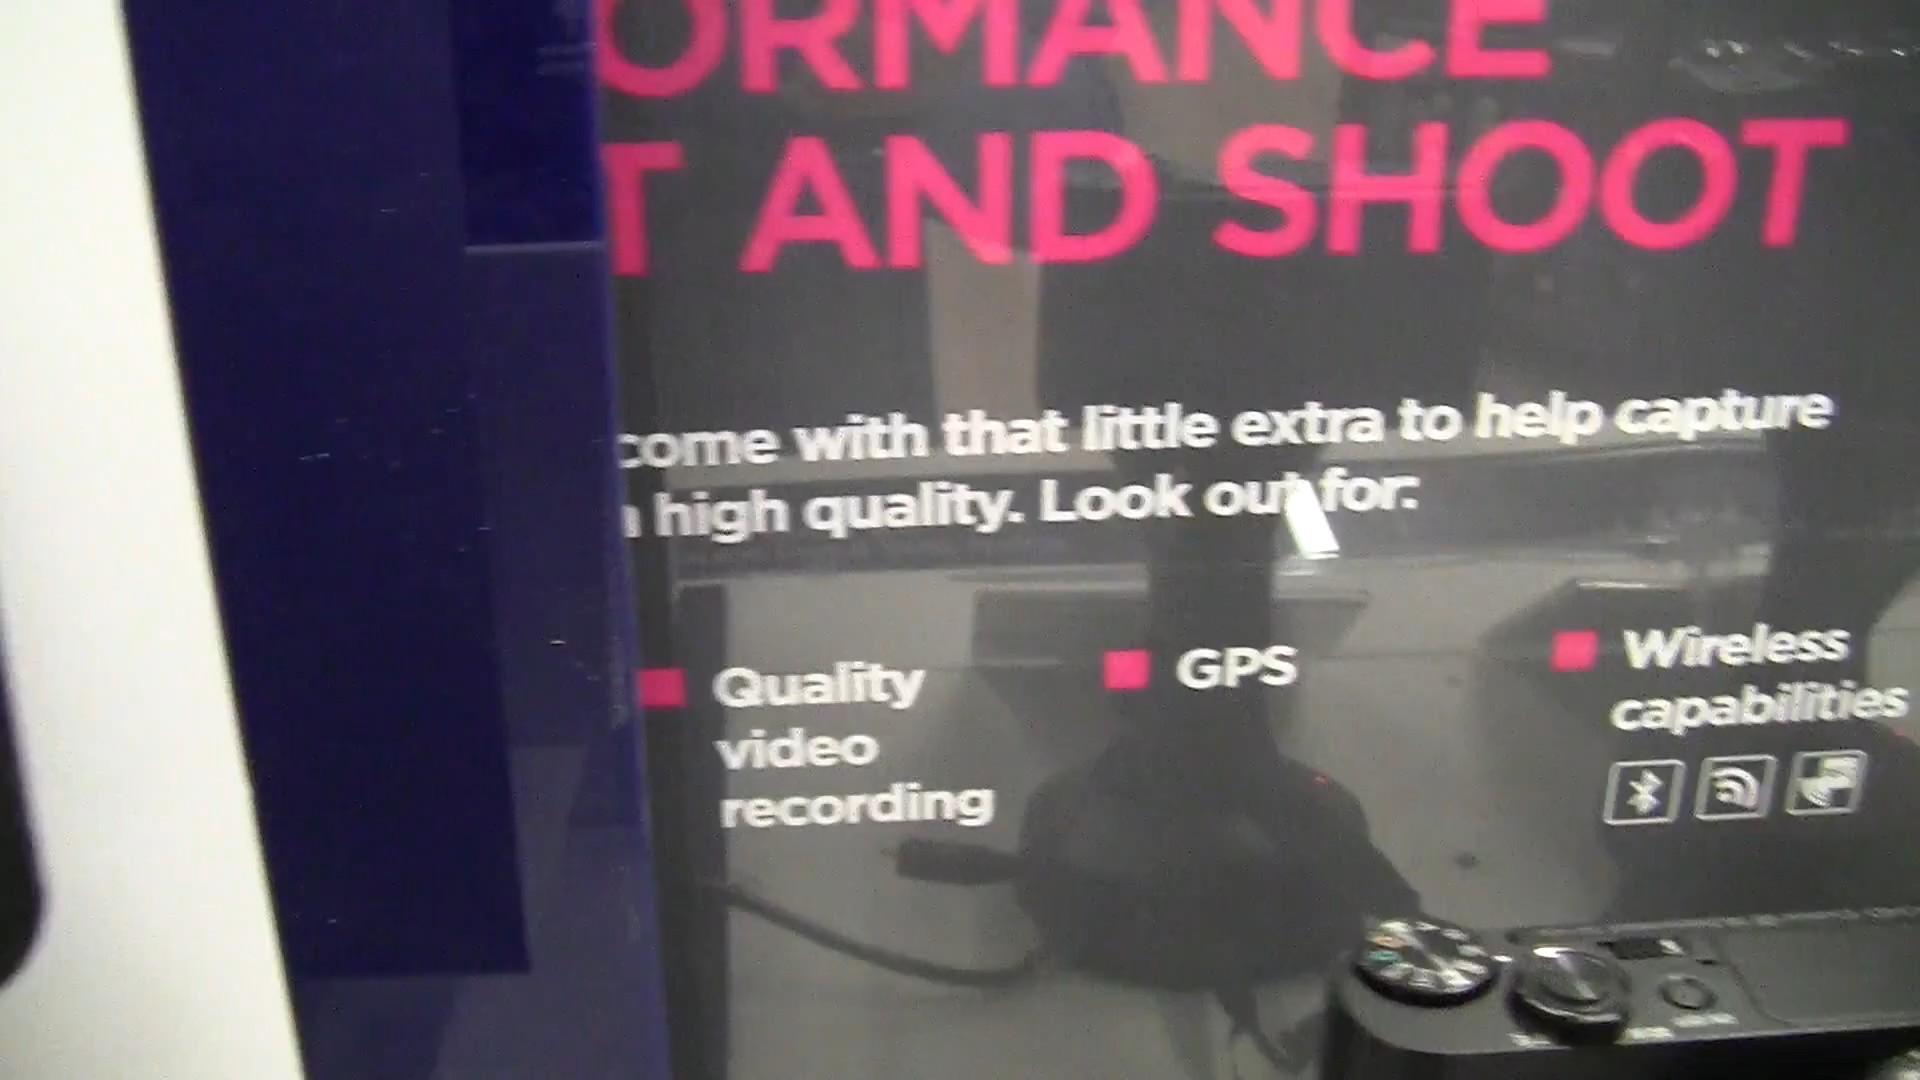 ORMANCE
T AND SHOOT
come with that little extra to help capture
high quality. Look out for:
Quality
video
recording
GPS
Wireless
capabilities